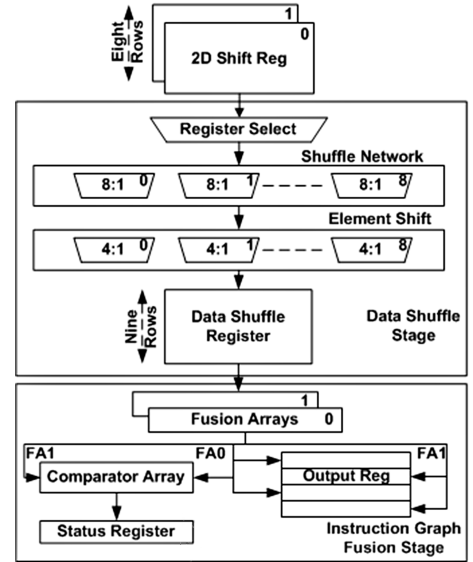 1
0
Eight
Rows
2D Shift Reg
Register Select
Shuffle Network
8:1 0 8:1 1 8:1 8
Element Shift
4:1 0 4:1 1 4:1 8
Nine
Rows
Data Shuffle
Register
Data Shuffle
Stage
1
Fusion Arrays 0
FA1 FA0 FA1
Comparator Array
Output Reg
Status Register
Instruction Graph
Fusion Stage